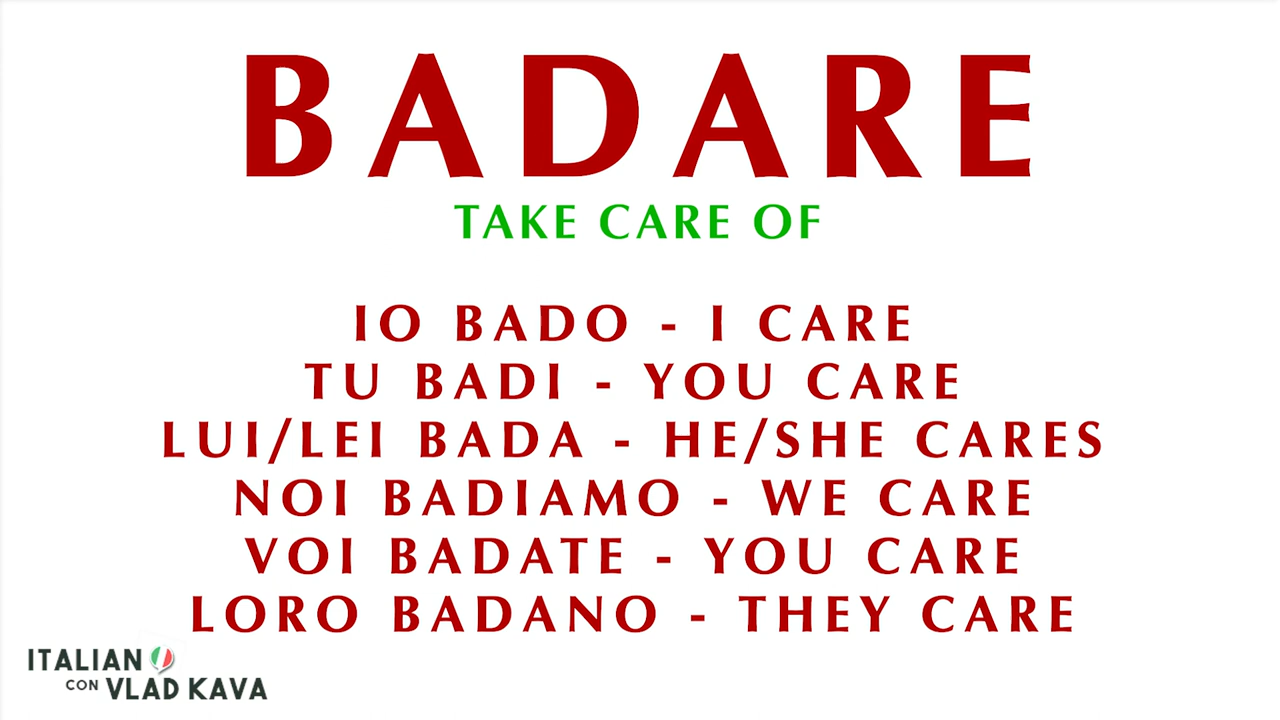 BADARE
TAKE CARE OF
IO BADO - I CARE
TU BADI - YOU CARE
LUI/LEI BADA - HE/SHE CARES
NOI BADIAMO - WE CARE
VOI BADATE - YOU CARE
LORO BADANO - THEY CARE
ITALIAN
CON VLAD KAVA